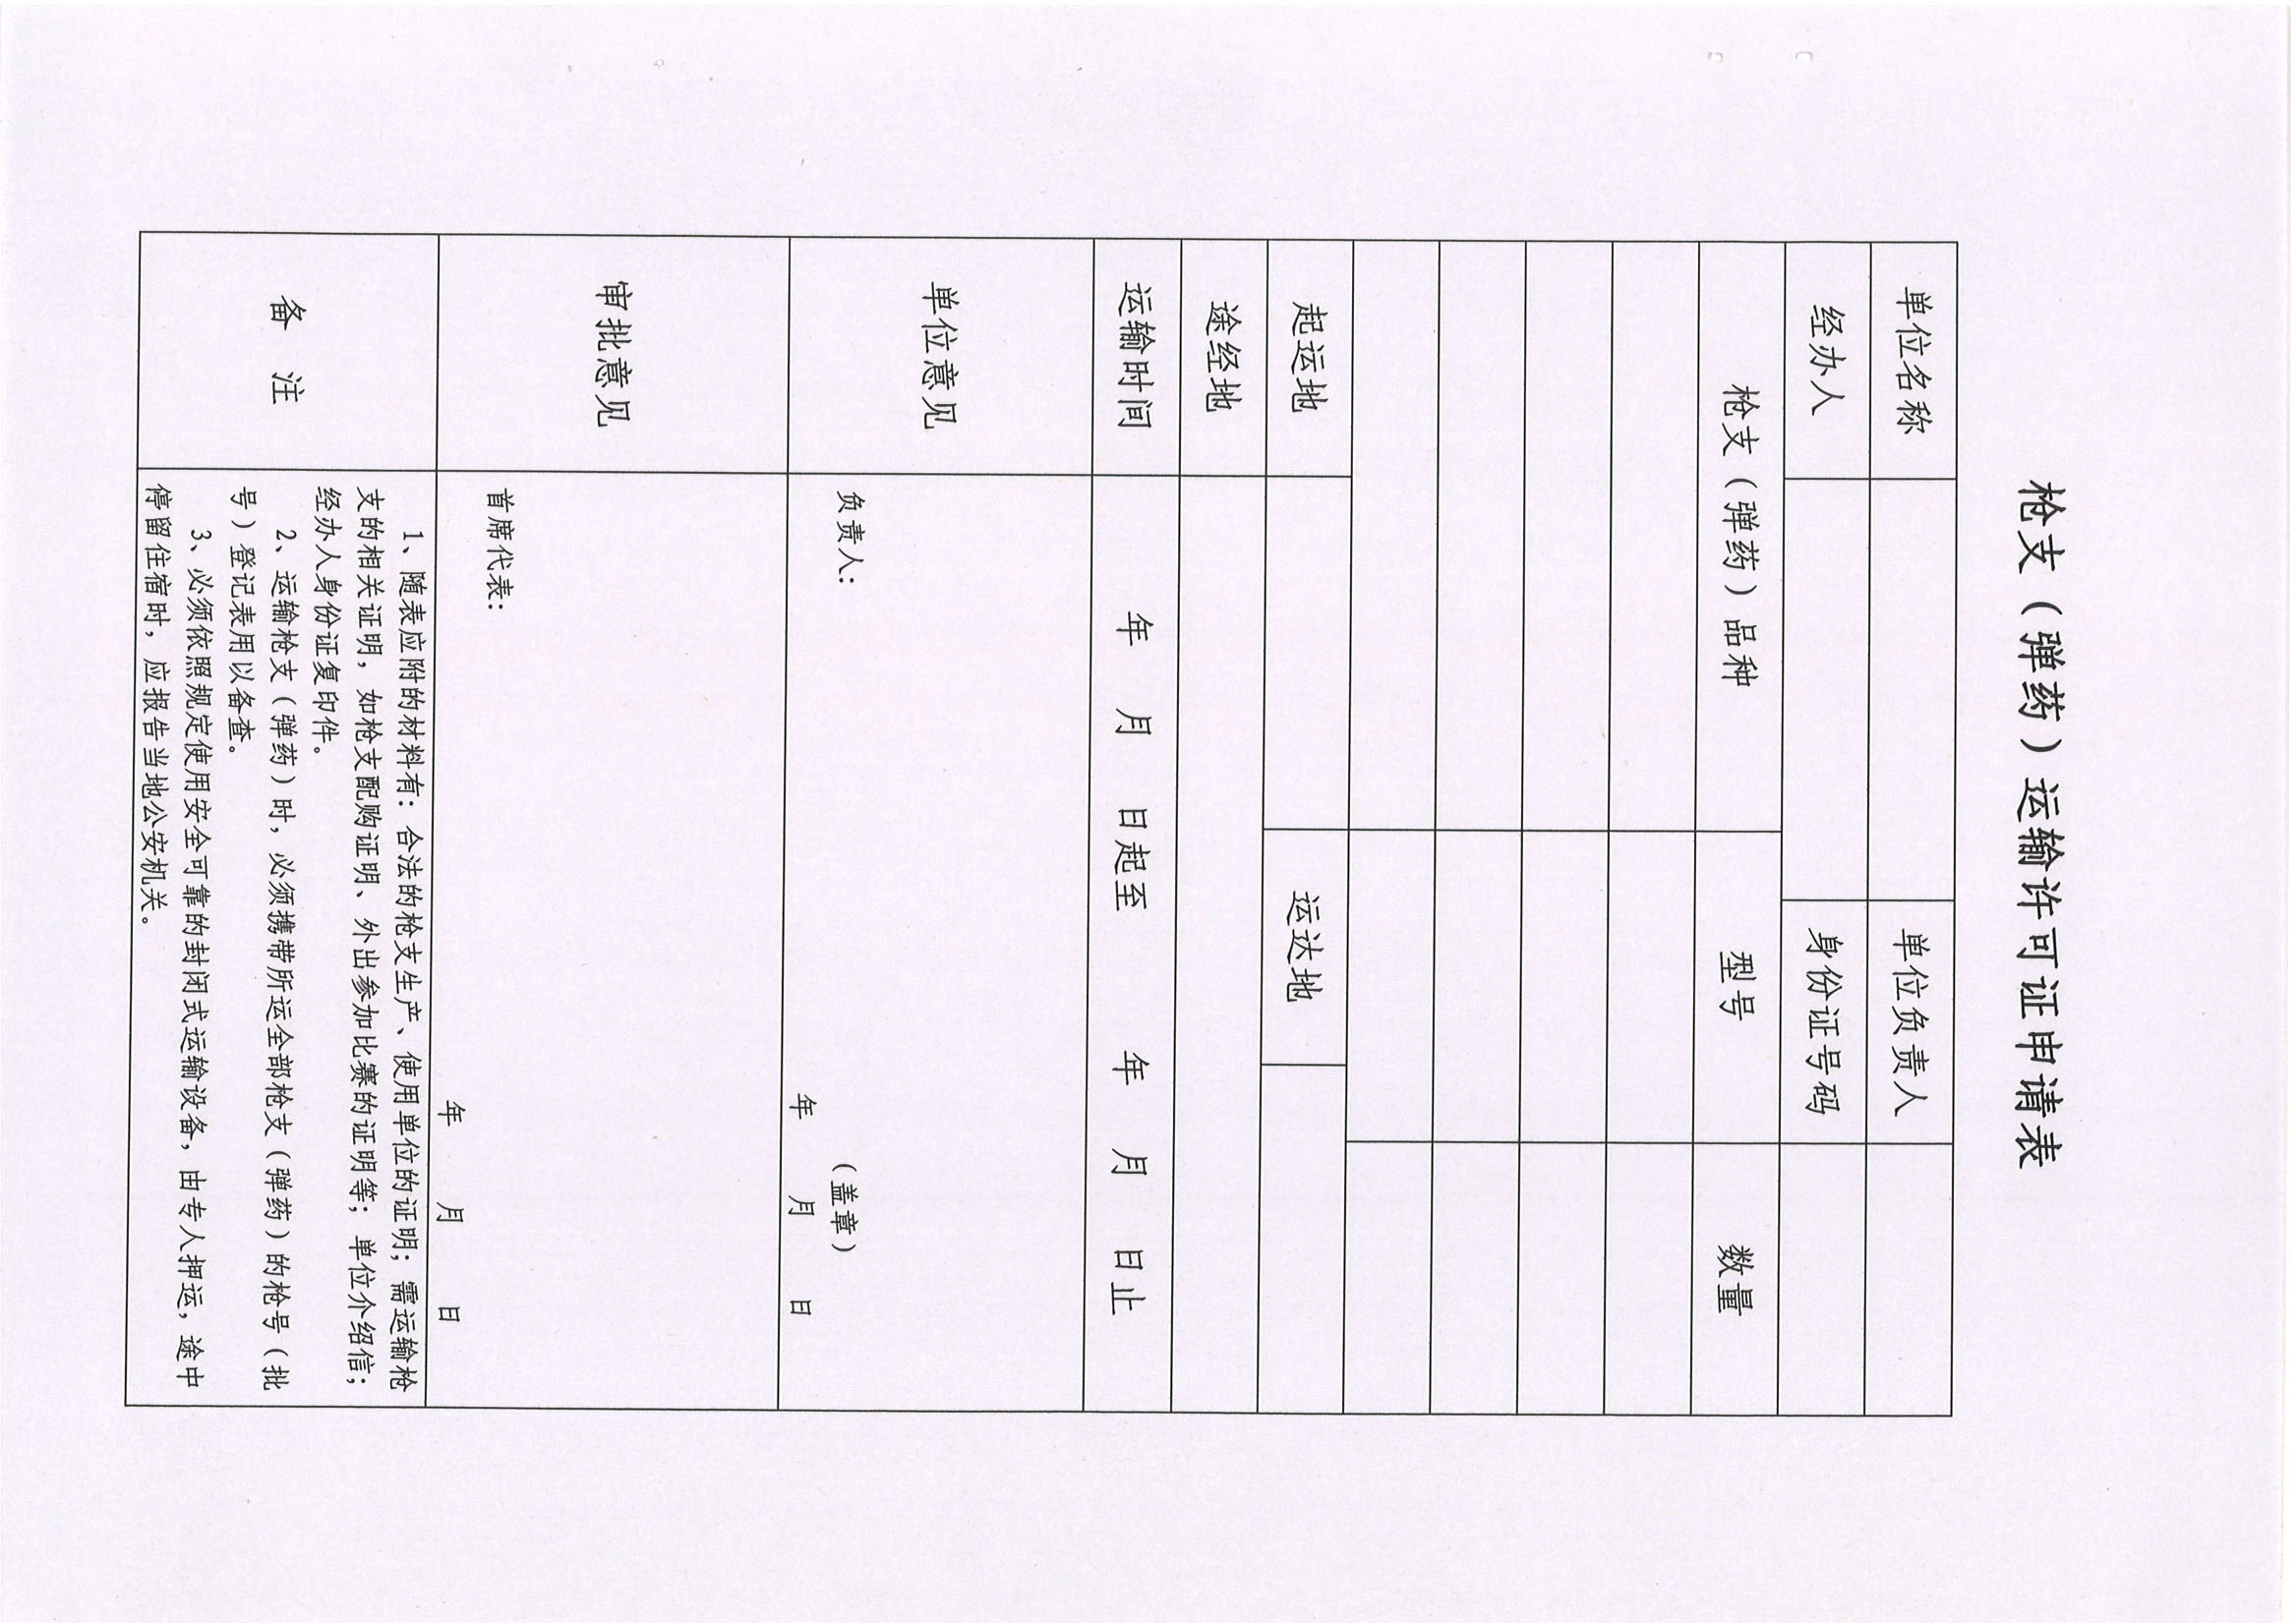 枪支（弹药）运输许可证申请表
单位名称 单位负责人
经办人 身份证号码
枪支（弹药）品种 型号 数量
起运地 运达地
途经地
运输时间 年 月 日起至 年 月 日止
单位意见
负责人： （盖章）
年 月 日
审批意见
首席代表：
年 月 日
备 注
1、随表应附的材料有：合法的枪支生产、使用单位的证明；需运输枪
支的相关证明，如枪支配购证明、外出参加比赛的证明等；单位介绍信；
经办人身份证复印件。
2、运输枪支（弹药）时，必须携带所运全部枪支（弹药）的枪号（批
号）登记表用以备查。
3、必须依照规定使用安全可靠的封闭式运输设备，由专人押运，途中
停留住宿时，应报告当地公安机关。